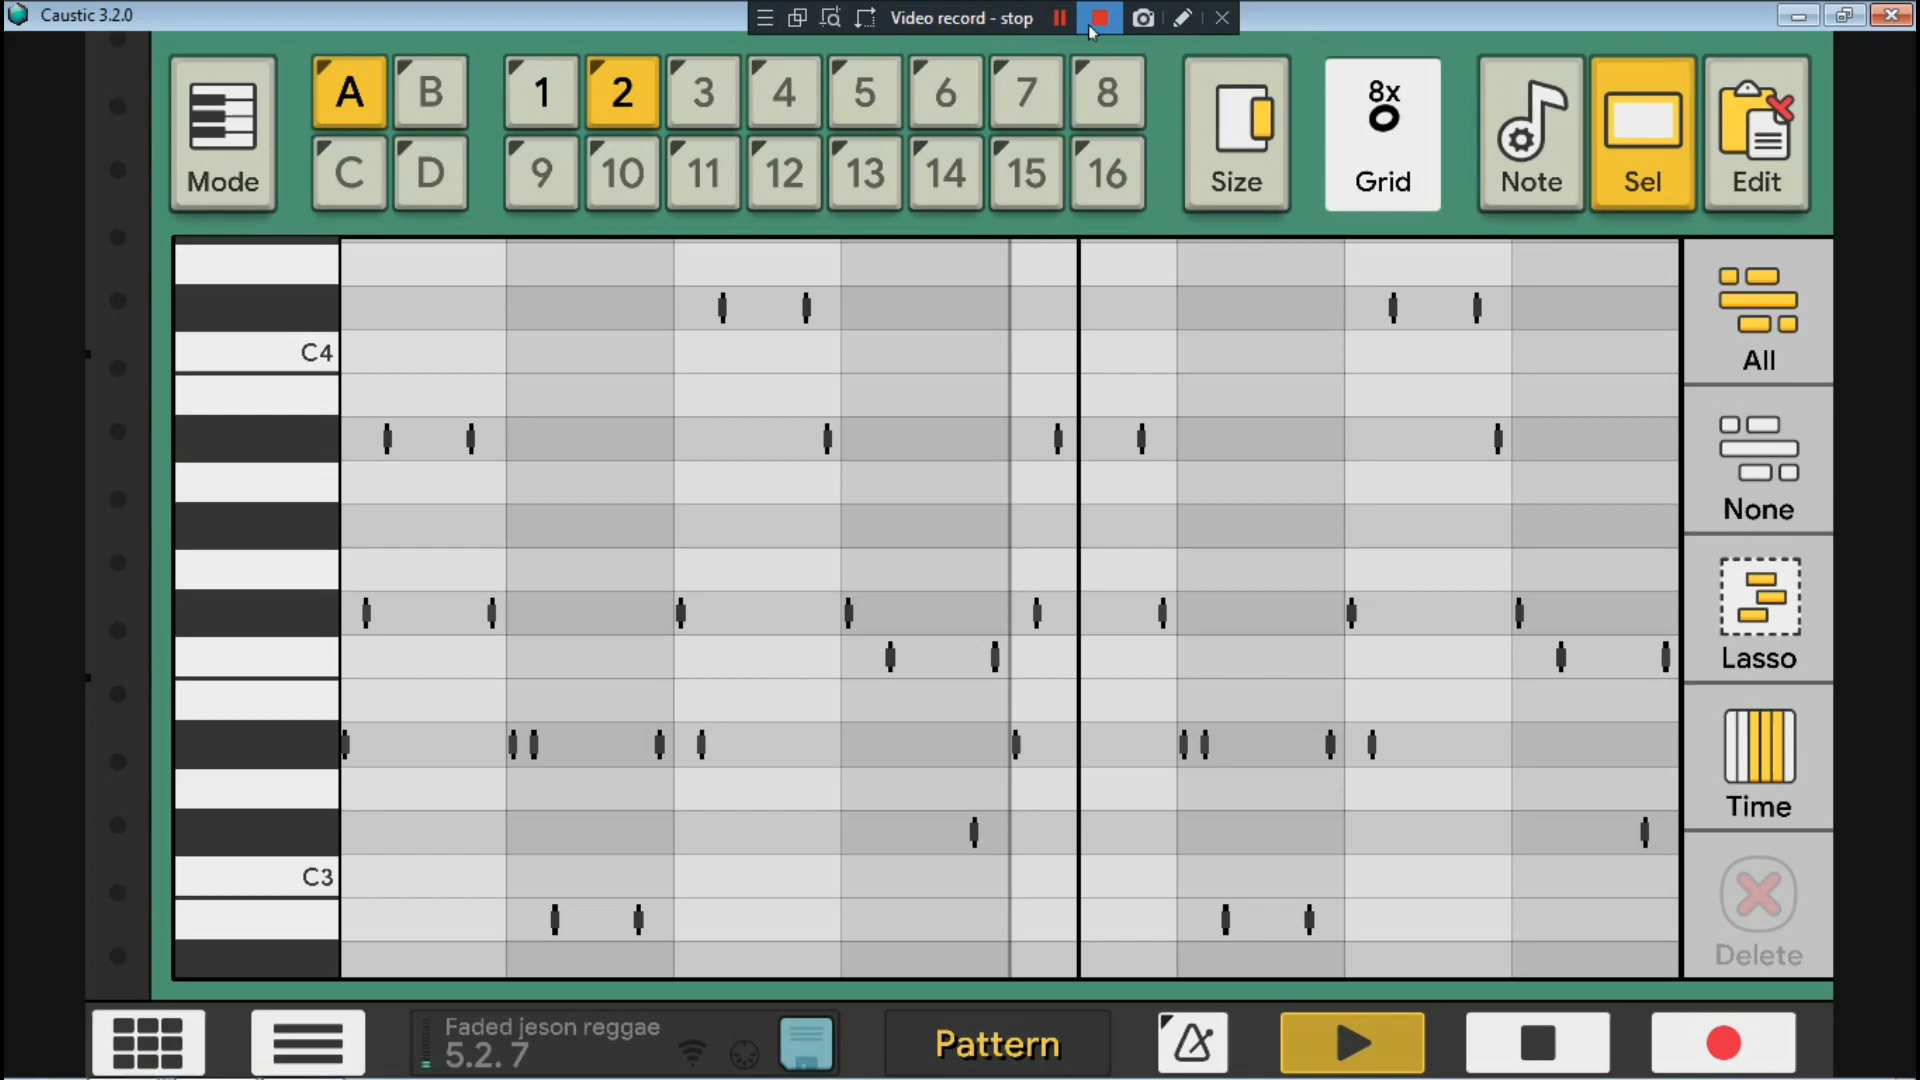 Caustic 3.2.0
Video record - stop
A B 1 2 3 4 5 6 7 8
8x
C D 9 10 11 12 13 14 15 16
Mode Size Grid Note Sel Edit
C4
All
None
Lasso
Time
C3
Delete
Faded jeson reggae
5.2. 7
Pattern